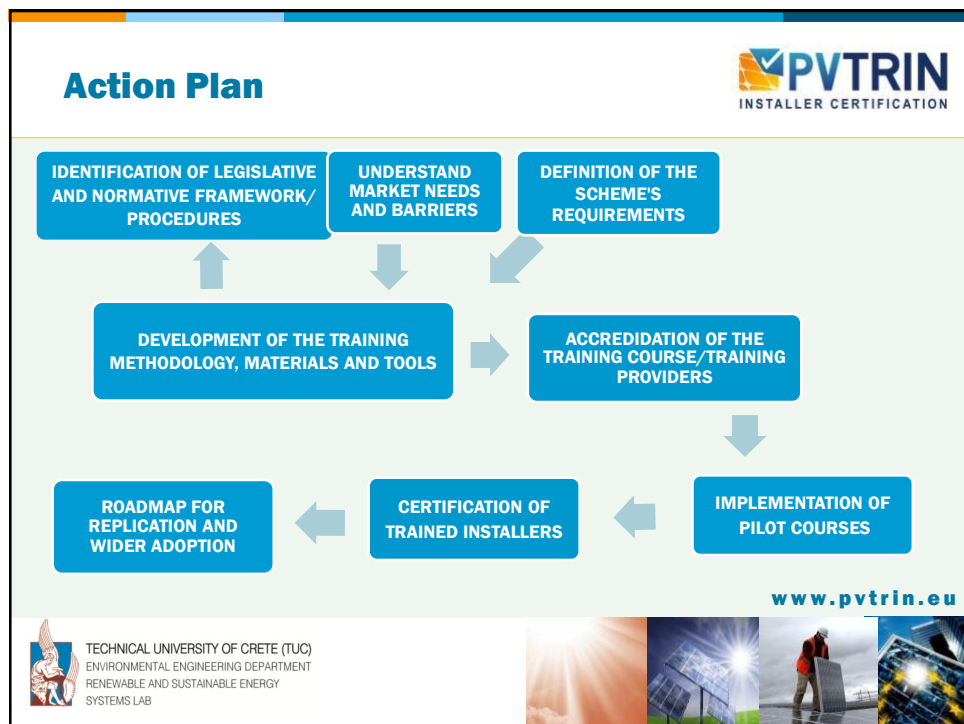 Action Plan
PVTRIN
INSTALLER CERTIFICATION
IDENTIFICATION OF LEGISLATIVE
AND NORMATIVE FRAMEWORK/
PROCEDURES
UNDERSTAND
MARKET NEEDS
AND BARRIERS
DEFINITION OF THE
SCHEME'S
REQUIREMENTS
DEVELOPMENT OF THE TRAINING
METHODOLOGY, MATERIALS AND TOOLS
ACCREDIDATION OF THE
TRAINING COURSE/TRAINING
PROVIDERS
ROADMAP FOR
REPLICATION AND
WIDER ADOPTION
CERTIFICATION OF
TRAINED INSTALLERS
IMPLEMENTATION OF
PILOT COURSES
www.pvtrin.eu
TECHNICAL UNIVERSITY OF CRETE (TUC)
ENVIRONMENTAL ENGINEERING DEPARTMENT
RENEWABLE AND SUSTAINABLE ENERGY
SYSTEMS LAB